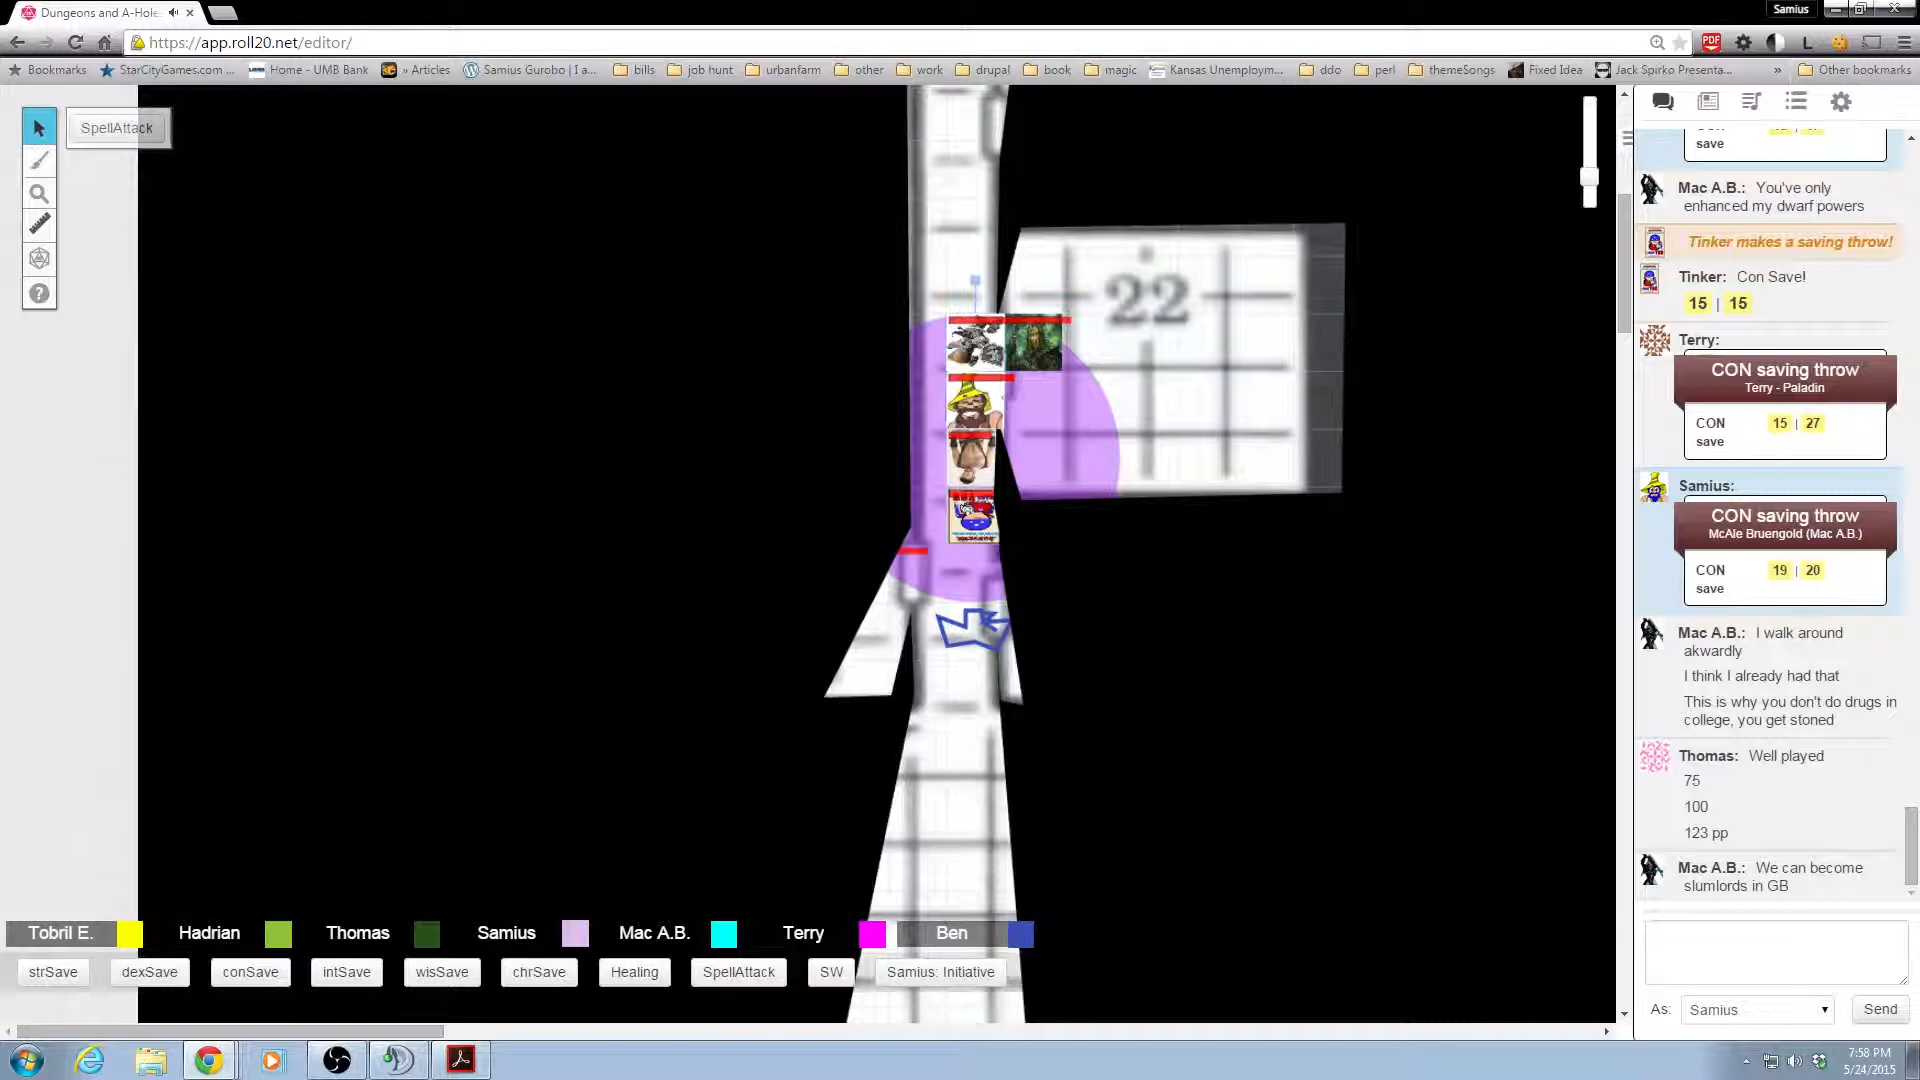 Dungeons and A-Hole
Samius
https://app.roll20.net/editor/
Bookmarks
StarCityGames.com ...
Home - UMB Bank
» Articles
Samius Gurobo | I a...
bills
job hunt
urbanfarm
other
work
drupal
book
magic
Kansas Unemploym...
ddo
perl
themeSongs
Fixed Idea
Jack Spirko Presenta...
»
Other bookmarks
SpellAttack
22
save
Mac A.B.: You've only
enhanced my dwarf powers
Tinker makes a saving throw!
Tinker: Con Save!
15 | 15
Terry:
CON saving throw
Terry - Paladin
CON save 15 | 27
Samius:
CON saving throw
McAle Bruengold (Mac A.B.)
CON save 19 | 20
Mac A.B.: I walk around
akwardly
I think I already had that
This is why you don't do drugs in
college, you get stoned
Thomas: Well played
75
100
123 pp
Mac A.B.: We can become
slumlords in GB
Tobril E.
Hadrian
Thomas
Samius
Mac A.B.
Terry
Ben
strSave
dexSave
conSave
intSave
wisSave
chrSave
Healing
SpellAttack
SW
Samius: Initiative
As: Samius
Send
7:58 PM
5/24/2015